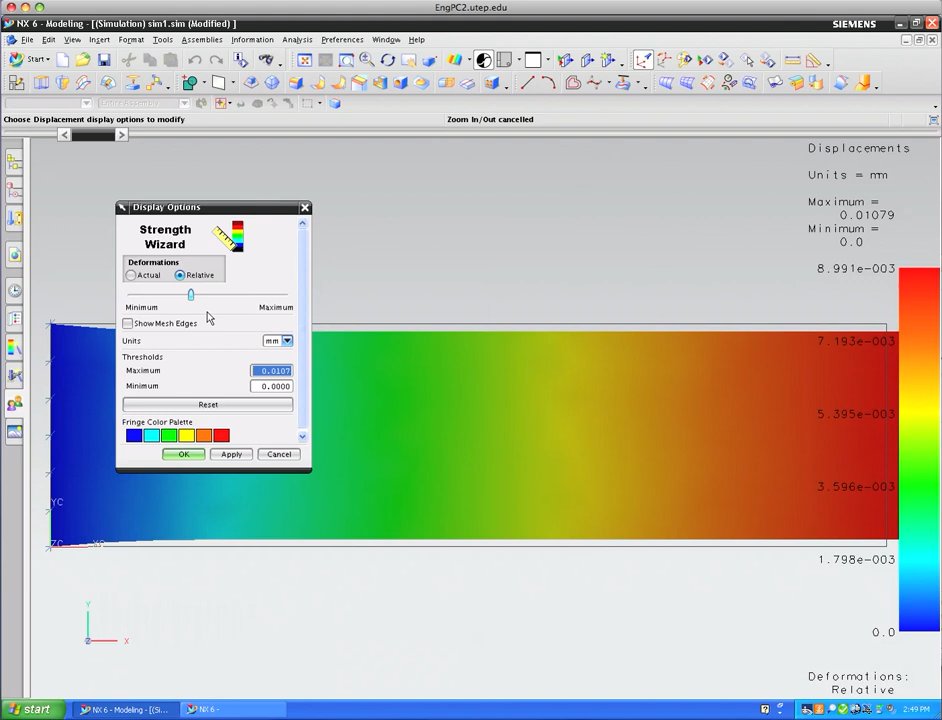 EngPC2.utep.edu
NX 6 - Modeling - [(Simulation) sim1.sim (Modified) ]
SIEMENS
File Edit View Insert Format Tools Assemblies Information Analysis Preferences Window Help
Start
Entire Assembly
Choose Displacement display options to modify
Zoom In/Out cancelled
Displacements
Units = mm
Maximum =
0.01079
Minimum =
0.0
8.991e-003
7.193e-003
5.395e-003
3.596e-003
1.798e-003
0.0
Deformations:
Relative
Display Options
Strength
Wizard
Deformations
Actual Relative
Minimum Maximum
Show Mesh Edges
Units mm
Thresholds
Maximum 0.0107
Minimum 0.0000
Reset
Fringe Color Palette
OK Apply Cancel
YC
ZC XC
Y
Z X
start
NX 6 - Modeling - [(Si...
NX 6 -
?
2:49 PM